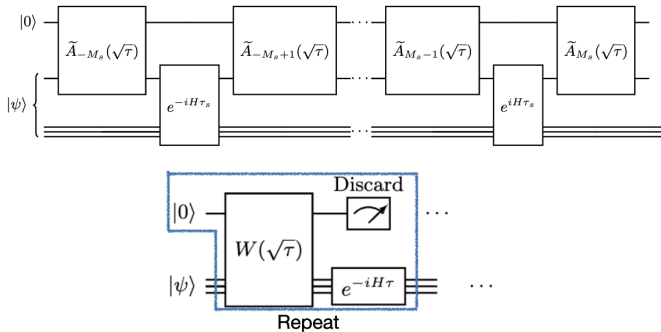 |0⟩
Ã_{-M_s}(√τ) Ã_{-M_s+1}(√τ) ··· Ã_{M_s-1}(√τ) Ã_{M_s}(√τ)
|ψ⟩ e^{-iHτ_s} ··· e^{iHτ_s}
Discard
|0⟩ ···
W(√τ)
|ψ⟩ e^{-iHτ} ···
Repeat